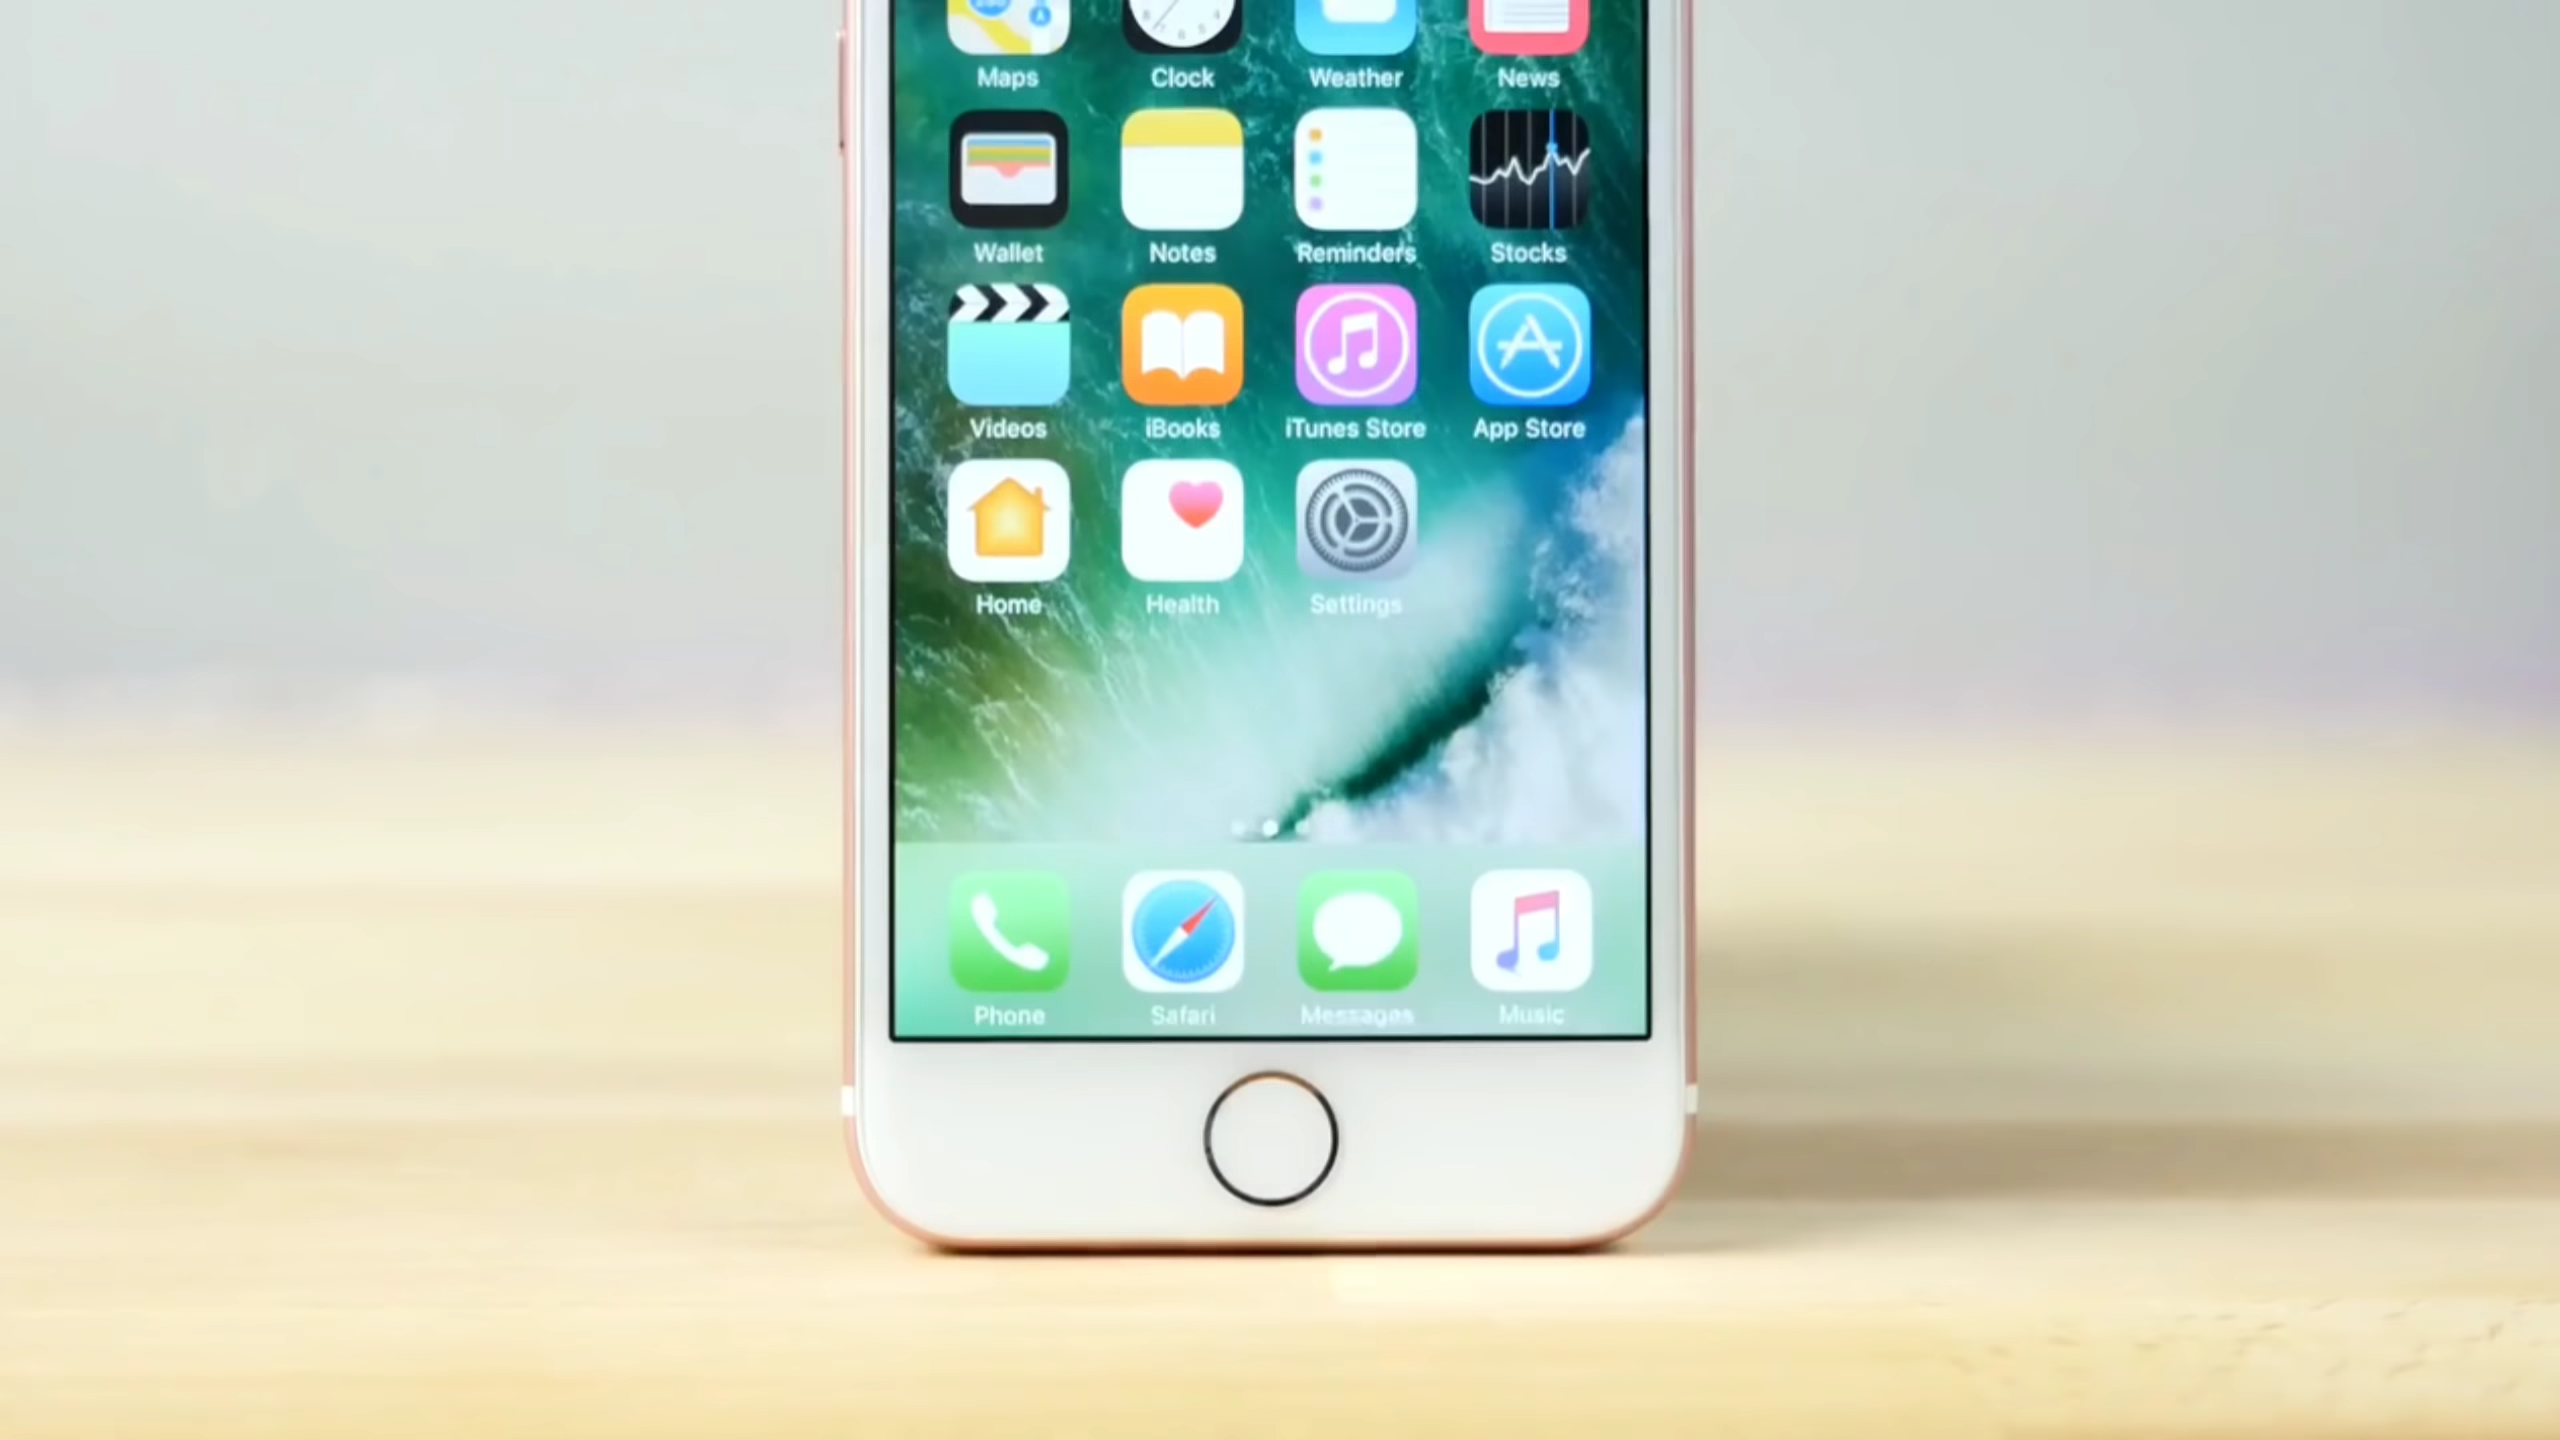 Maps Clock Weather News
Wallet Notes Reminders Stocks
Videos iBooks iTunes Store App Store
Home Health Settings
Phone Safari Messages Music